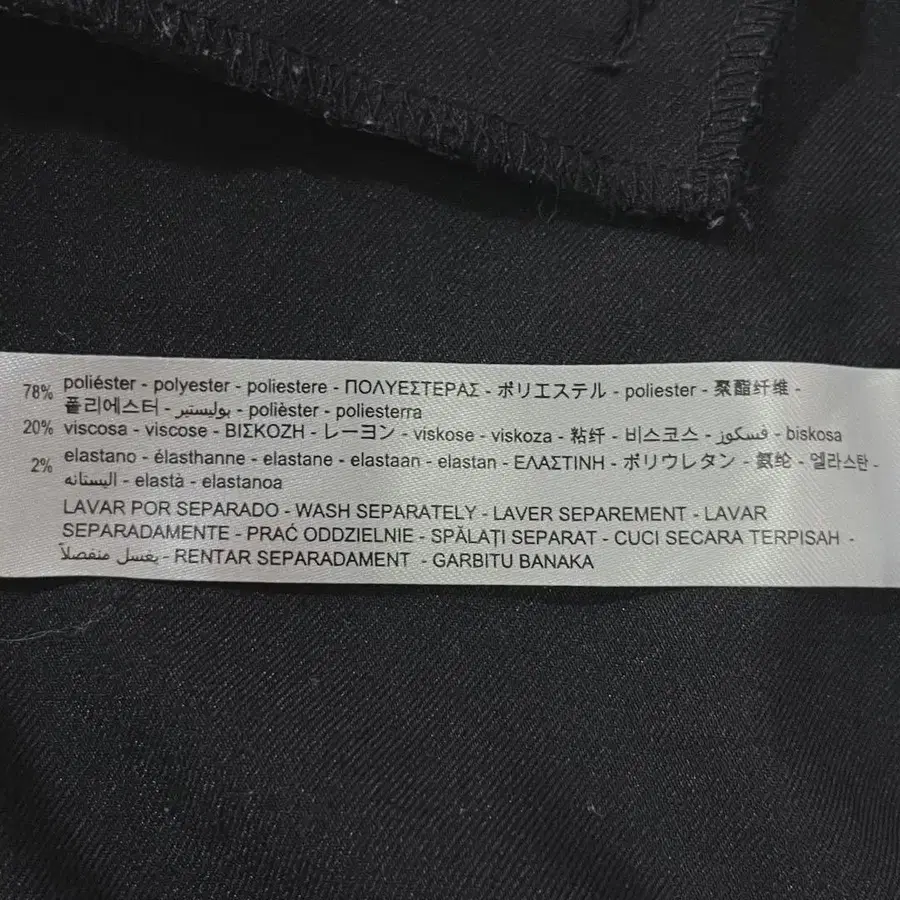 78% poliéster - polyester - poliestere - ΠΟΛΥΕΣΤΕΡΑΣ - ポリエステル - poliester - 聚酯纤维 -
폴리에스터 - بوليستير - polièster - poliesterra
20% viscosa - viscose - ΒΙΣΚΟΖΗ - レーヨン - viskose - viskoza - 粘纤 - 비스코스 - فسكوز - biskosa
2% elastano - élasthanne - elastane - elastaan - elastan - ΕΛΑΣΤΙΝΗ - ポリウレタン - 氨纶 - 엘라스탄 -
اليستانه - elastà - elastanoa
LAVAR POR SEPARADO - WASH SEPARATELY - LAVER SEPAREMENT - LAVAR
SEPARADAMENTE - PRAĆ ODDZIELNIE - SPĂLAȚI SEPARAT - CUCI SECARA TERPISAH -
يغسل منفصلاً - RENTAR SEPARADAMENT - GARBITU BANAKA